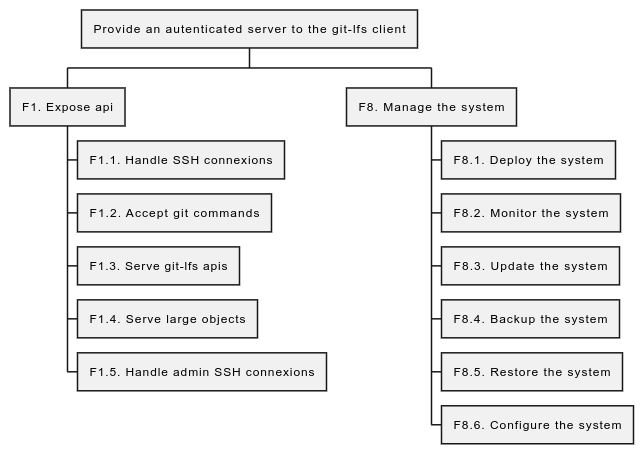 Provide an autenticated server to the git-lfs client
F1. Expose api
F8. Manage the system
F1.1. Handle SSH connexions
F1.2. Accept git commands
F1.3. Serve git-lfs apis
F1.4. Serve large objects
F1.5. Handle admin SSH connexions
F8.1. Deploy the system
F8.2. Monitor the system
F8.3. Update the system
F8.4. Backup the system
F8.5. Restore the system
F8.6. Configure the system